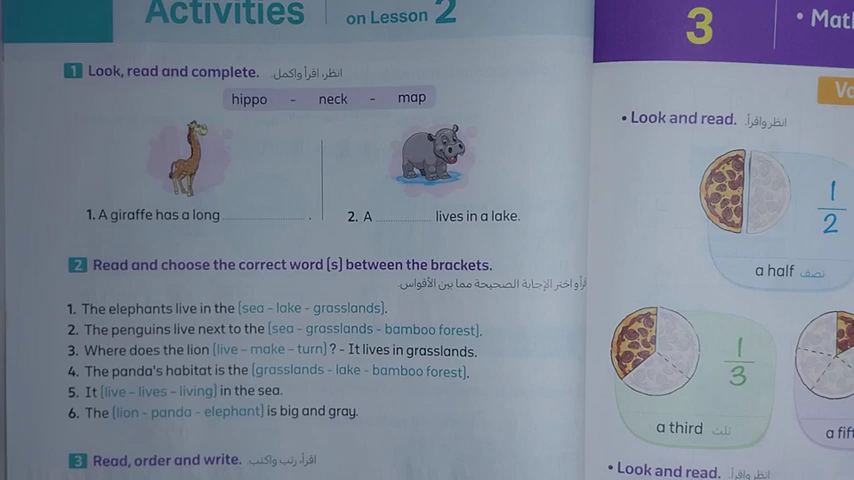 Activities on Lesson 2
1 Look, read and complete. انظر، اقرأ واكمل.
hippo - neck - map
1. A giraffe has a long .................... .
2. A .................... lives in a lake.
2 Read and choose the correct word (s) between the brackets.
واختر الإجابة الصحيحة مما بين الأقواس.
1. The elephants live in the (sea - lake - grasslands).
2. The penguins live next to the (sea - grasslands - bamboo forest).
3. Where does the lion (live - make - turn) ? - It lives in grasslands.
4. The panda's habitat is the (grasslands - lake - bamboo forest).
5. It (live - lives - living) in the sea.
6. The (lion - panda - elephant) is big and gray.
3 Read, order and write. اقرأ، رتب واكتب.
3
• Look and read. انظر واقرأ.
1/2
a half نصف
1/3
a third ثلث
• Look and read. انظر واقرأ.